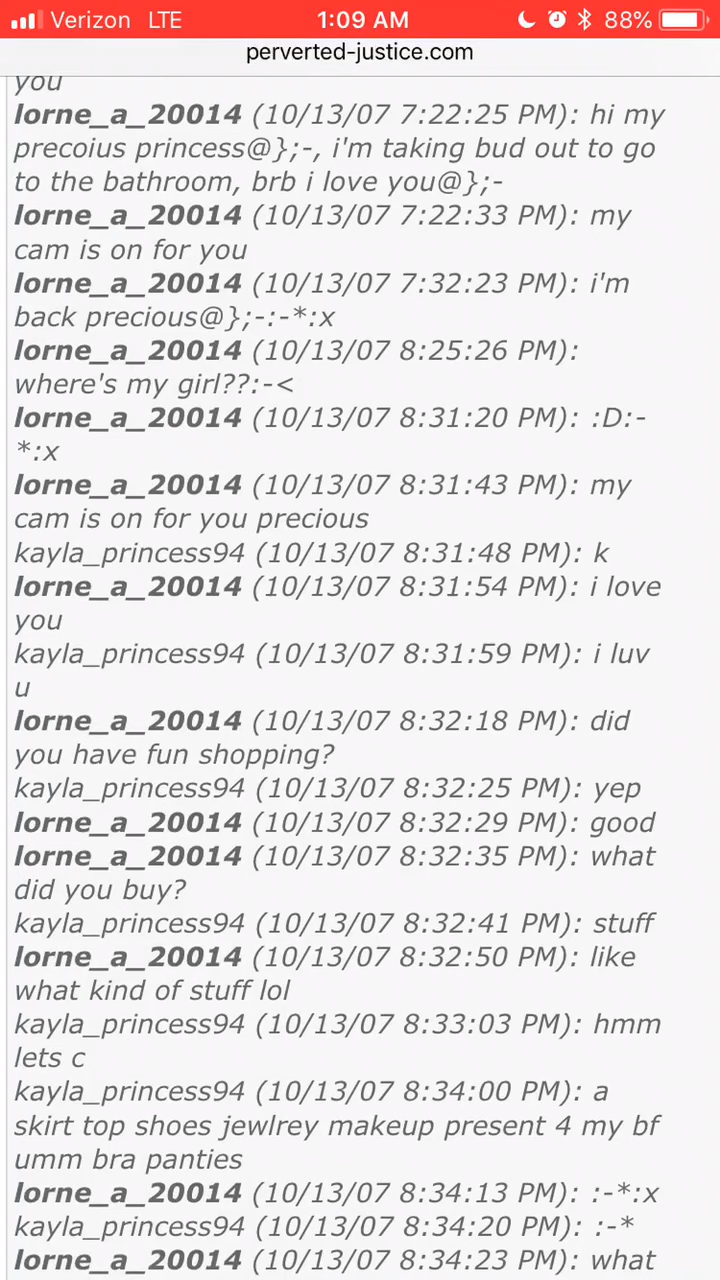 Verizon LTE 1:09 AM 88%
perverted-justice.com
you
lorne_a_20014 (10/13/07 7:22:25 PM): hi my
precoius princess@};-, i'm taking bud out to go
to the bathroom, brb i love you@};-
lorne_a_20014 (10/13/07 7:22:33 PM): my
cam is on for you
lorne_a_20014 (10/13/07 7:32:23 PM): i'm
back precious@};-:-*:x
lorne_a_20014 (10/13/07 8:25:26 PM):
where's my girl??:-<
lorne_a_20014 (10/13/07 8:31:20 PM): :D:-
*:x
lorne_a_20014 (10/13/07 8:31:43 PM): my
cam is on for you precious
kayla_princess94 (10/13/07 8:31:48 PM): k
lorne_a_20014 (10/13/07 8:31:54 PM): i love
you
kayla_princess94 (10/13/07 8:31:59 PM): i luv
u
lorne_a_20014 (10/13/07 8:32:18 PM): did
you have fun shopping?
kayla_princess94 (10/13/07 8:32:25 PM): yep
lorne_a_20014 (10/13/07 8:32:29 PM): good
lorne_a_20014 (10/13/07 8:32:35 PM): what
did you buy?
kayla_princess94 (10/13/07 8:32:41 PM): stuff
lorne_a_20014 (10/13/07 8:32:50 PM): like
what kind of stuff lol
kayla_princess94 (10/13/07 8:33:03 PM): hmm
lets c
kayla_princess94 (10/13/07 8:34:00 PM): a
skirt top shoes jewlrey makeup present 4 my bf
umm bra panties
lorne_a_20014 (10/13/07 8:34:13 PM): :-*:x
kayla_princess94 (10/13/07 8:34:20 PM): :-*
lorne_a_20014 (10/13/07 8:34:23 PM): what